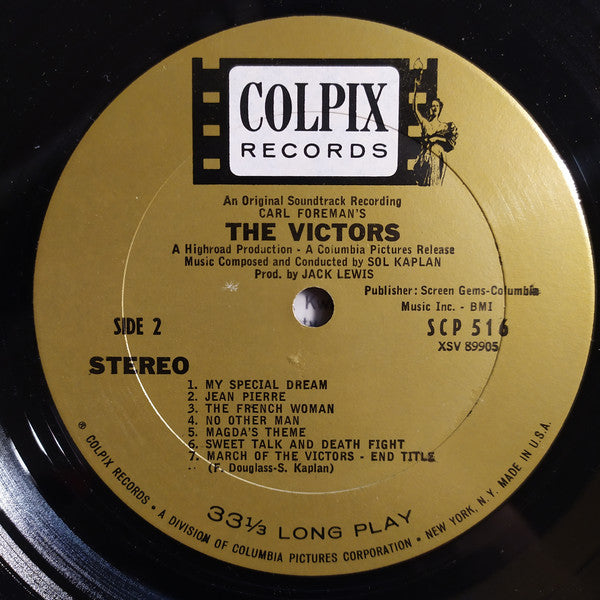 COLPIX
RECORDS
An Original Soundtrack Recording
CARL FOREMAN'S
THE VICTORS
A Highroad Production - A Columbia Pictures Release
Music Composed and Conducted by SOL KAPLAN
Prod. by JACK LEWIS
Publisher: Screen Gems-Columbia
Music Inc. - BMI
SIDE 2
SCP 516
XSV 89905
STEREO
1. MY SPECIAL DREAM
2. JEAN PIERRE
3. THE FRENCH WOMAN
4. NO OTHER MAN
5. MAGDA'S THEME
6. SWEET TALK AND DEATH FIGHT
7. MARCH OF THE VICTORS - END TITLE
(F. Douglass-S. Kaplan)
33⅓ LONG PLAY
℗ COLPIX RECORDS • A DIVISION OF COLUMBIA PICTURES CORPORATION • NEW YORK, N.Y. MADE IN U.S.A.